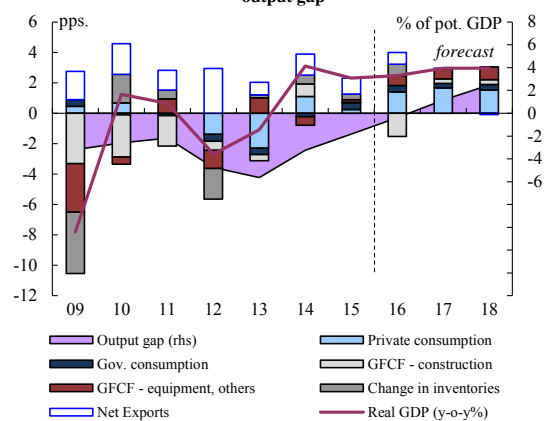 output gap
pps.
% of pot. GDP
forecast
6
4
2
0
-2
-4
-6
-8
-10
-12
8
6
4
2
0
-2
-4
-6
09 10 11 12 13 14 15 16 17 18
Output gap (rhs) Private consumption
Gov. consumption GFCF - construction
GFCF - equipment, others Change in inventories
Net Exports Real GDP (y-o-y%)